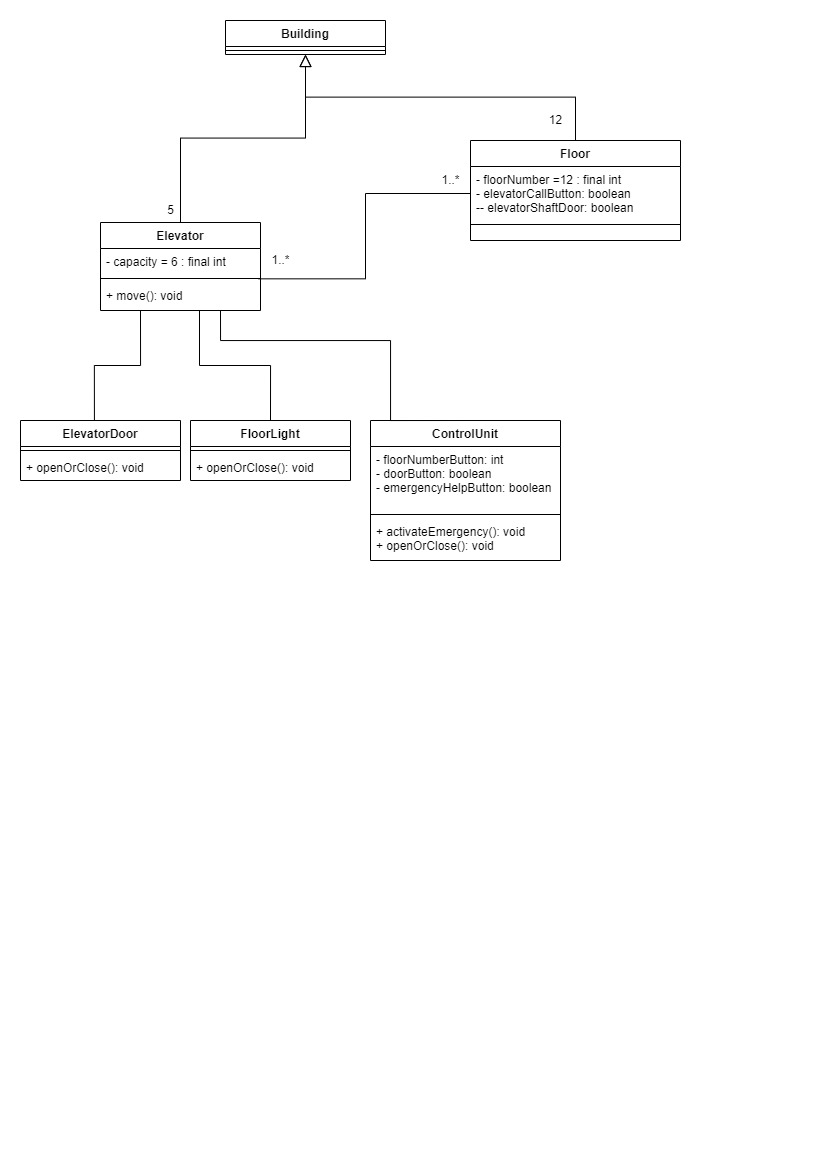 Building
12
Floor
- floorNumber =12 : final int
- elevatorCallButton: boolean
-- elevatorShaftDoor: boolean
1..*
5
Elevator
- capacity = 6 : final int
+ move(): void
1..*
ElevatorDoor
+ openOrClose(): void
FloorLight
+ openOrClose(): void
ControlUnit
- floorNumberButton: int
- doorButton: boolean
- emergencyHelpButton: boolean
+ activateEmergency(): void
+ openOrClose(): void